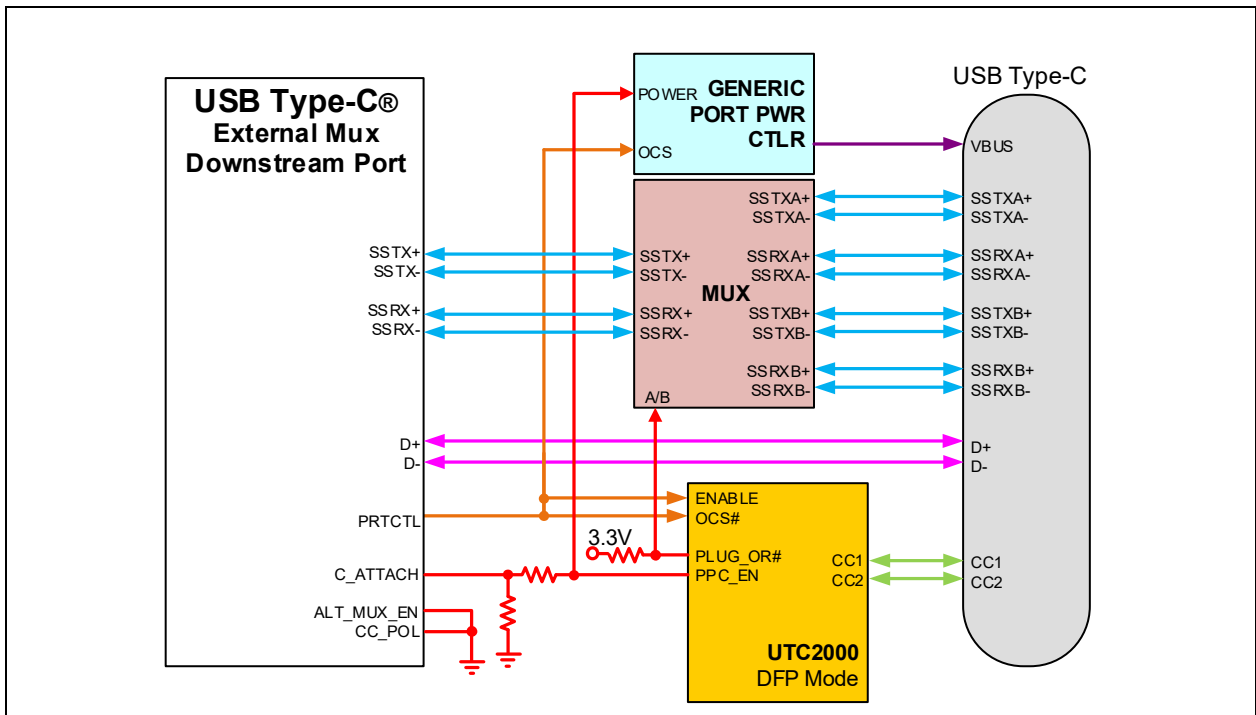 USB Type-C®
External Mux
Downstream Port
SSTX+
SSTX-
SSRX+
SSRX-
D+
D-
PRTCTL
C_ATTACH
ALT_MUX_EN
CC_POL
POWER
GENERIC
PORT PWR
CTLR
OCS
SSTXA+
SSTXA-
SSTX+
SSTX-
SSRXA+
SSRXA-
MUX
SSRX+
SSRX-
SSTXB+
SSTXB-
SSRXB+
SSRXB-
A/B
3.3V
ENABLE
OCS#
PLUG_OR#
PPC_EN
CC1
CC2
UTC2000
DFP Mode
USB Type-C
VBUS
SSTXA+
SSTXA-
SSRXA+
SSRXA-
SSTXB+
SSTXB-
SSRXB+
SSRXB-
D+
D-
CC1
CC2